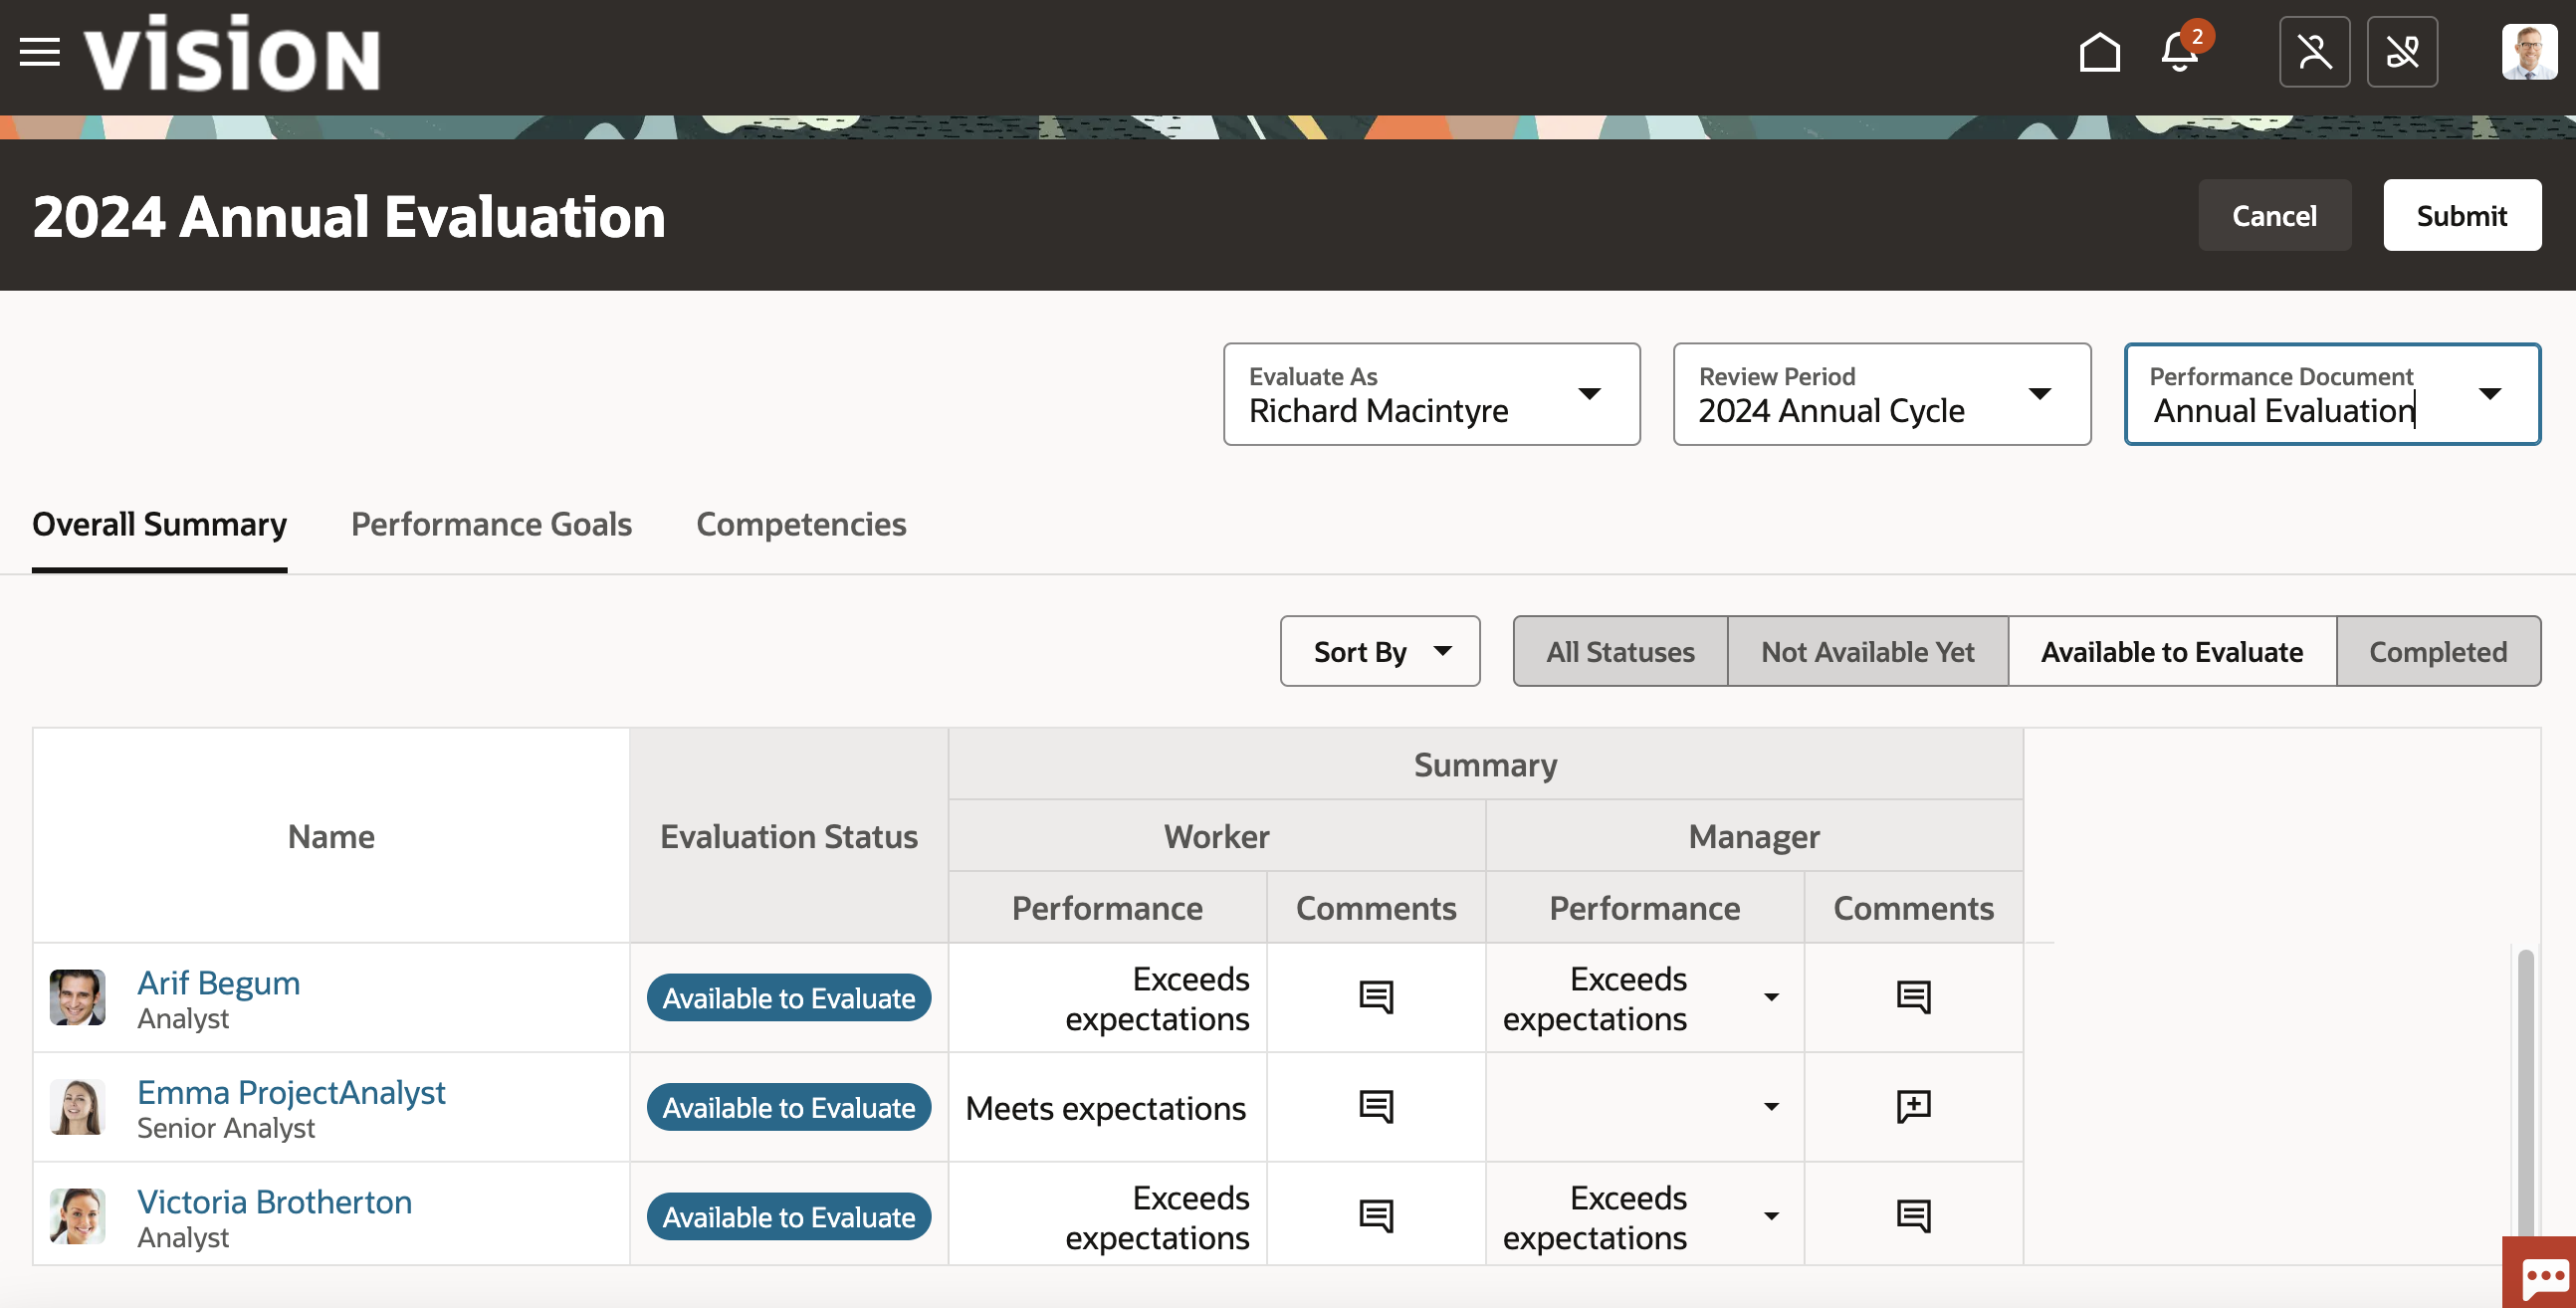 vision
2
2024 Annual Evaluation
Cancel
Submit
Evaluate As
Richard Macintyre
Review Period
2024 Annual Cycle
Performance Document
Annual Evaluation
Overall Summary
Performance Goals
Competencies
Sort By
All Statuses
Not Available Yet
Available to Evaluate
Completed
Name
Evaluation Status
Summary
Worker
Manager
Performance
Comments
Performance
Comments
Arif Begum
Analyst
Available to Evaluate
Exceeds
expectations
Exceeds
expectations
Emma ProjectAnalyst
Senior Analyst
Available to Evaluate
Meets expectations
Victoria Brotherton
Analyst
Available to Evaluate
Exceeds
expectations
Exceeds
expectations